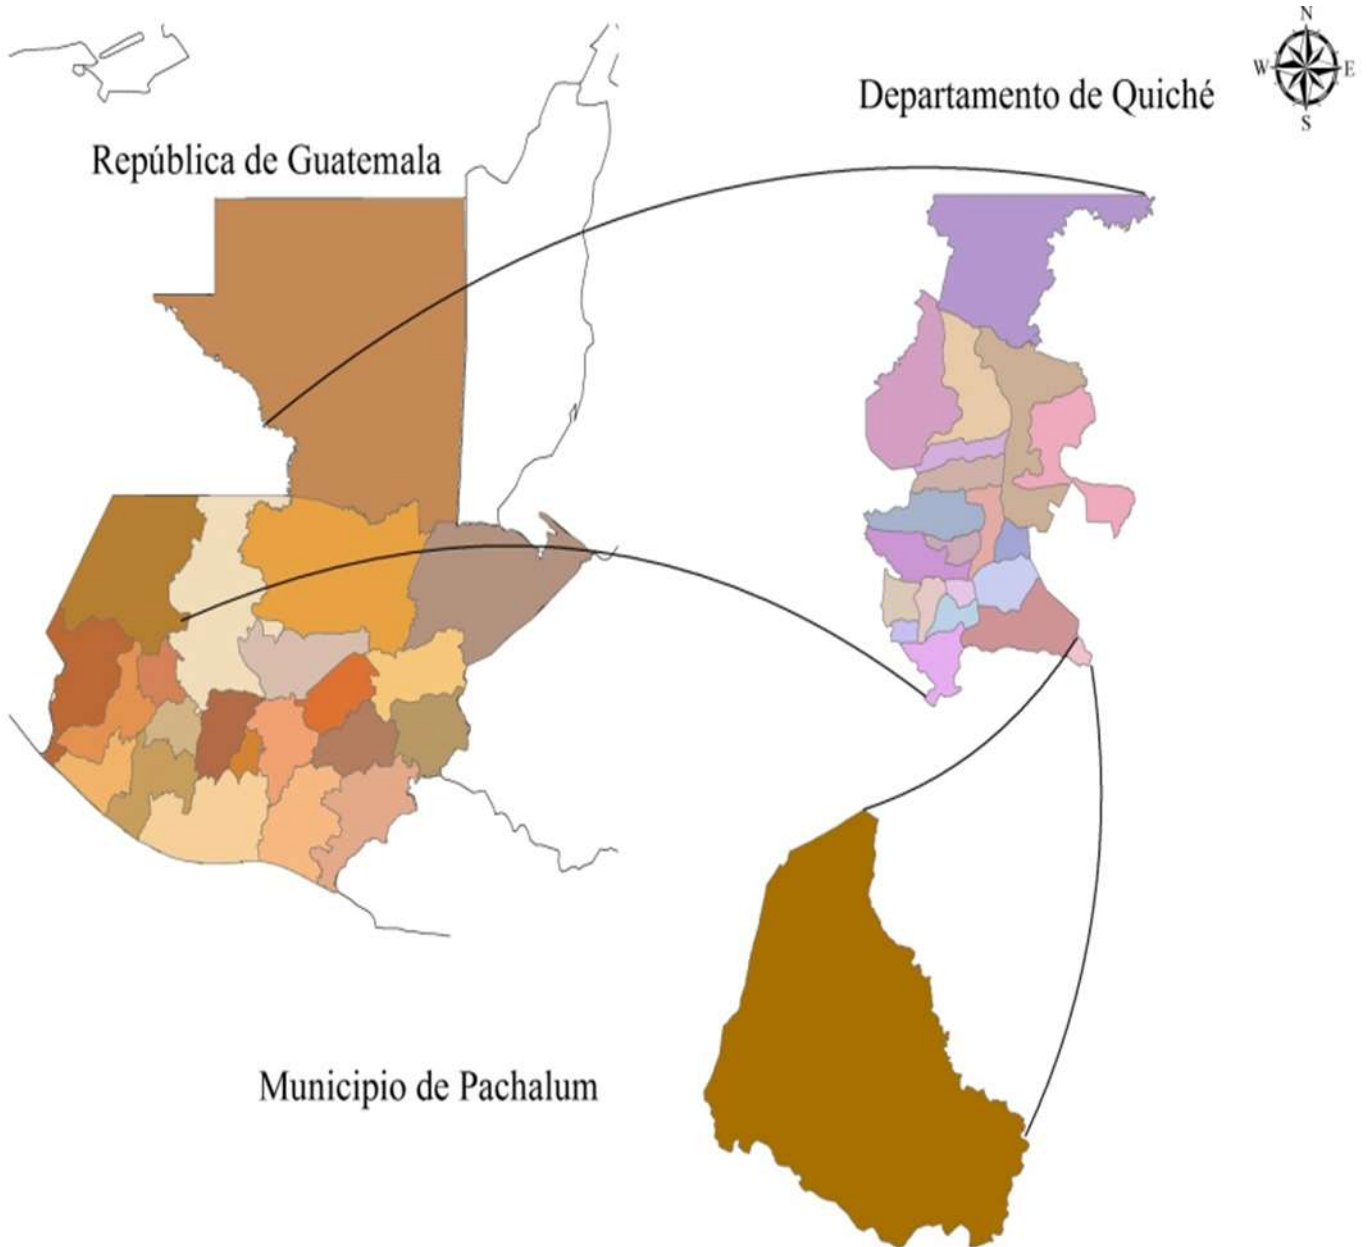 N
Departamento de Quiché
W E
S
República de Guatemala
Municipio de Pachalum